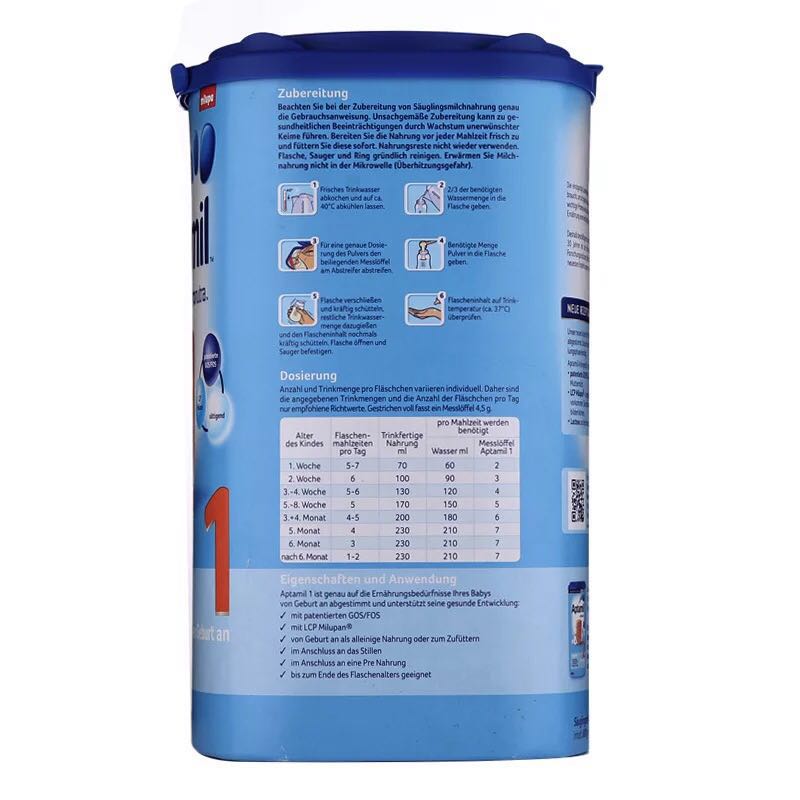 milupa
Zubereitung
Beachten Sie bei der Zubereitung von Säuglingsmilchnahrung genau
die Gebrauchsanweisung. Unsachgemäße Zubereitung kann zu ge-
sundheitlichen Beeinträchtigungen durch Wachstum unerwünschter
Keime führen. Bereiten Sie die Nahrung vor jeder Mahlzeit frisch zu
und füttern Sie diese sofort. Nahrungsreste nicht wieder verwenden.
Flasche, Sauger und Ring gründlich reinigen. Erwärmen Sie Milch-
nahrung nicht in der Mikrowelle (Überhitzungsgefahr).
1
Frisches Trinkwasser
abkochen und auf ca.
40°C abkühlen lassen.
2
2/3 der benötigten
Wassermenge in die
Flasche geben.
3
Für eine genaue Dosie-
rung des Pulvers den
beiliegenden Messlöffel
am Abstreifer abstreifen.
4
Benötigte Menge
Pulver in die Flasche
geben.
5
Flasche verschließen
und kräftig schütteln,
restliche Trinkwasser-
menge dazugießen
und den Flascheninhalt nochmals
kräftig schütteln. Flasche öffnen und
Sauger befestigen.
6
Flascheninhalt auf Trink-
temperatur (ca. 37°C)
überprüfen.
Dosierung
Anzahl und Trinkmenge pro Fläschchen variieren individuell. Daher sind
die angegebenen Trinkmengen und die Anzahl der Fläschchen pro Tag
nur empfohlene Richtwerte. Gestrichen voll fasst ein Messlöffel 4,5 g.
pro Mahlzeit werden
benötigt
Alter
des Kindes
Flaschen-
mahlzeiten
pro Tag
Trinkfertige
Nahrung
ml
Wasser ml
Messlöffel
Aptamil 1
1. Woche 5-7 70 60 2
2. Woche 6 100 90 3
3.-4. Woche 5-6 130 120 4
5.-8. Woche 5 170 150 5
3.+4. Monat 4-5 200 180 6
5. Monat 4 230 210 7
6. Monat 3 230 210 7
nach 6. Monat 1-2 230 210 7
Eigenschaften und Anwendung
Aptamil 1 ist genau auf die Ernährungsbedürfnisse Ihres Babys
von Geburt an abgestimmt und unterstützt seine gesunde Entwicklung:
✓ mit patentierten GOS/FOS
✓ mit LCP Milupan®
✓ von Geburt an als alleinige Nahrung oder zum Zufüttern
✓ im Anschluss an das Stillen
✓ im Anschluss an eine Pre Nahrung
✓ bis zum Ende des Flaschenalters geeignet
mil™
GOS/FOS
sättigend
1
Geburt an
NEUE
Aptamil